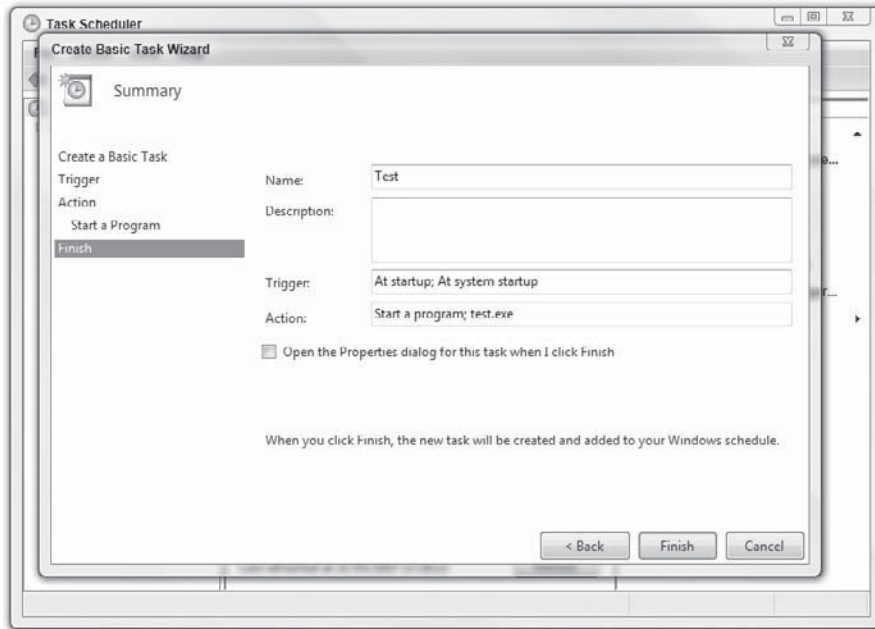 Task Scheduler
Create Basic Task Wizard
Summary
Create a Basic Task
Trigger
Action
Start a Program
Finish
Name:
Test
Description:
Trigger:
At startup; At system startup
Action:
Start a program; test.exe
Open the Properties dialog for this task when I click Finish
When you click Finish, the new task will be created and added to your Windows schedule.
< Back
Finish
Cancel